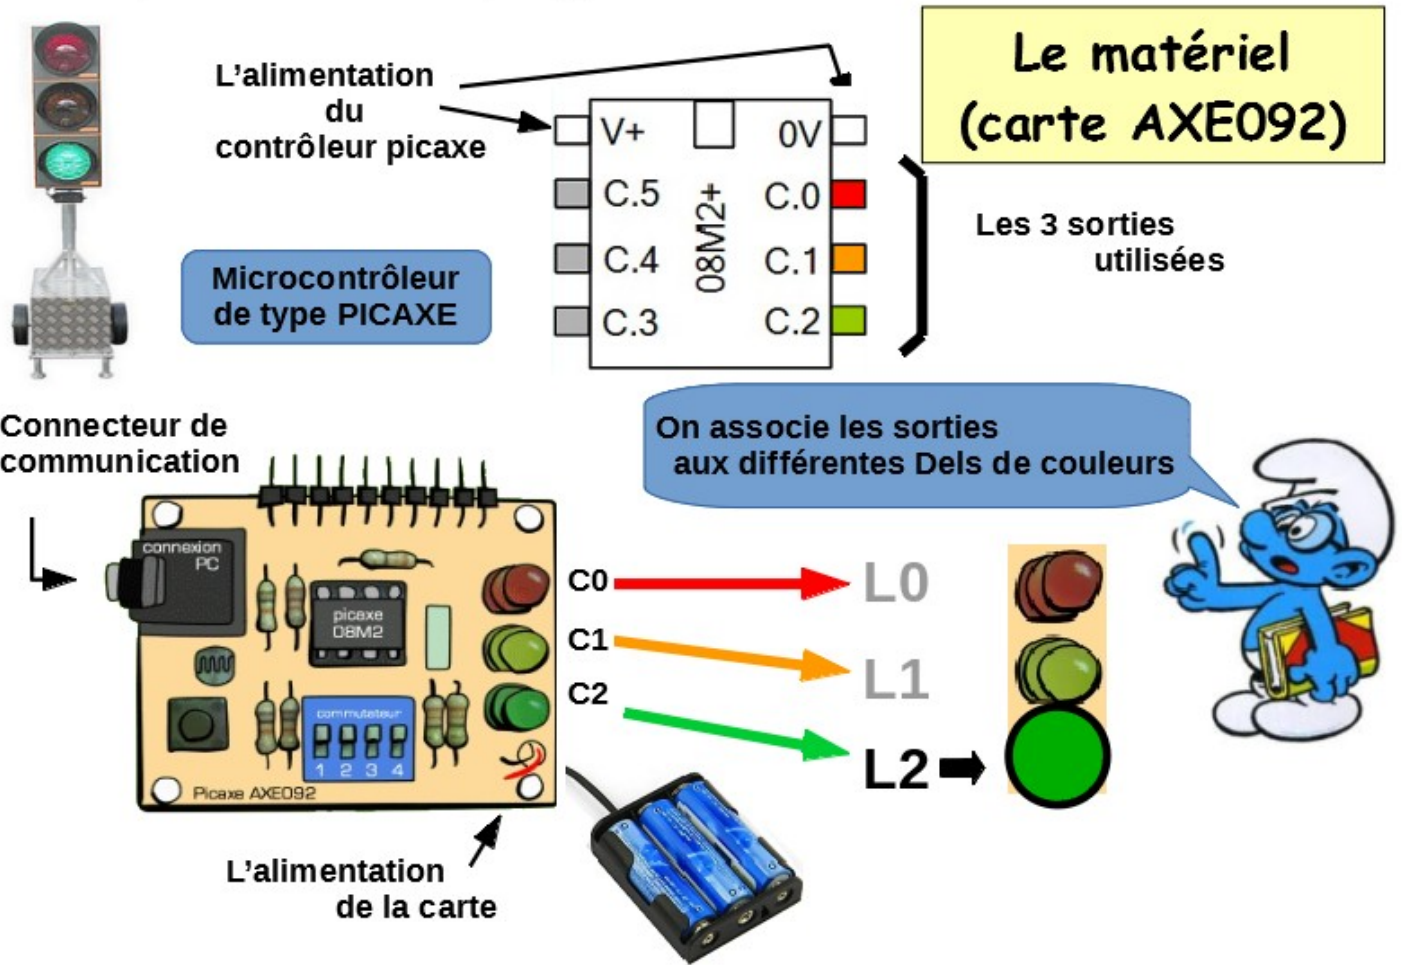 Le matériel
(carte AXE092)
L'alimentation
du
contrôleur picaxe
V+
0V
C.5
C.0
C.4
C.1
C.3
C.2
08M2+
Les 3 sorties
utilisées
Microcontrôleur
de type PICAXE
Connecteur de
communication
On associe les sorties
aux différentes Dels de couleurs
connexion
PC
picaxe
08M2
commutateur
1 2 3 4
Picaxe AXE092
C0
C1
C2
L0
L1
L2
L'alimentation
de la carte